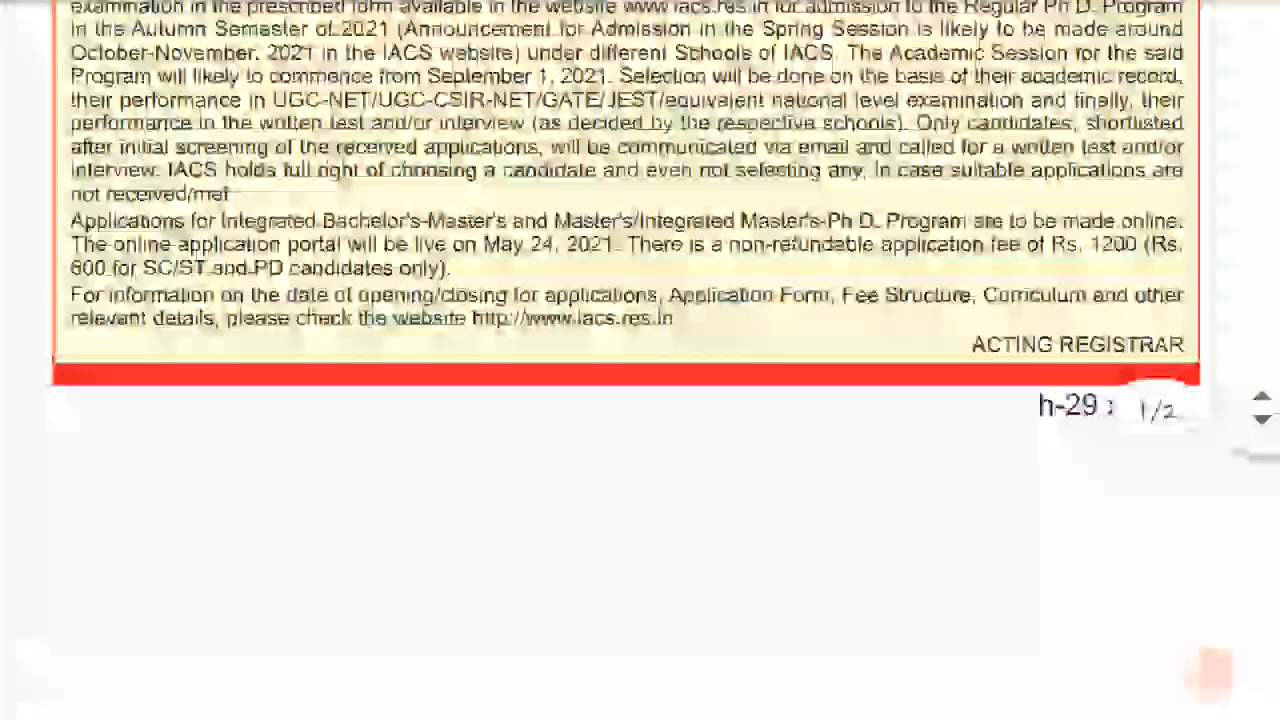 examination in the prescribed form available in the website www.iacs.res.in for admission to the Regular Ph D. Program
in the Autumn Semester of 2021 (Announcement for Admission in the Spring Session is likely to be made around
October-November, 2021 in the IACS website) under different Schools of IACS. The Academic Session for the said
Program will likely to commence from September 1, 2021. Selection will be done on the basis of their academic record,
their performance in UGC-NET/UGC-CSIR-NET/GATE/JEST/equivalent national level examination and finally, their
performance in the written test and/or interview (as decided by the respective schools). Only candidates, shortlisted
after initial screening of the received applications, will be communicated via email and called for a written test and/or
interview. IACS holds full right of choosing a candidate and even not selecting any, in case suitable applications are
not received/met
Applications for Integrated Bachelor's-Master's and Master's/Integrated Master's-Ph D. Program are to be made online.
The online application portal will be live on May 24, 2021. There is a non-refundable application fee of Rs. 1200 (Rs.
600 for SC/ST and PD candidates only).
For information on the date of opening/closing for applications, Application Form, Fee Structure, Curriculum and other
relevant details, please check the website http://www.iacs.res.in
ACTING REGISTRAR
h-29
1/2